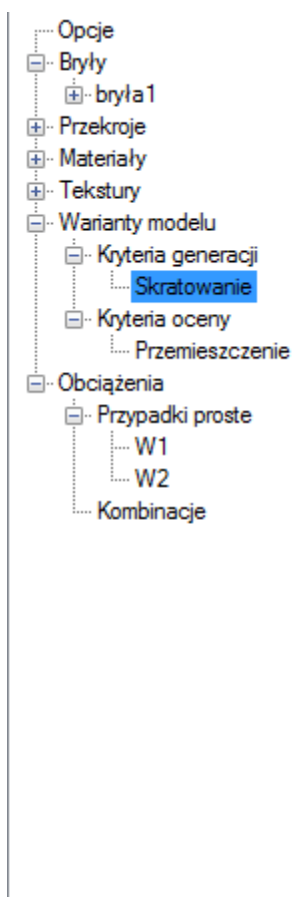 Opcje
Bryły
bryła1
Przekroje
Materiały
Tekstury
Warianty modelu
Kryteria generacji
Skratowanie
Kryteria oceny
Przemieszczenie
Obciążenia
Przypadki proste
W1
W2
Kombinacje